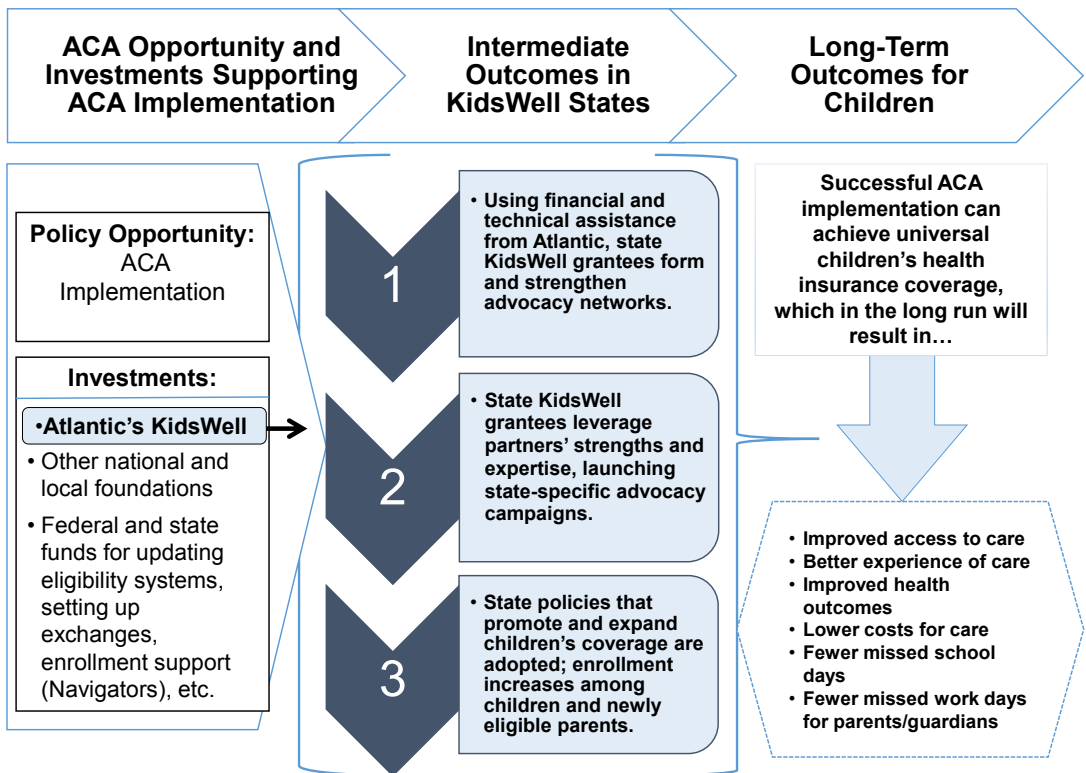 ACA Opportunity and
Investments Supporting
ACA Implementation
Intermediate
Outcomes in
KidsWell States
Long-Term
Outcomes for
Children
Policy Opportunity:
ACA
Implementation
Investments:
•Atlantic’s KidsWell
• Other national and
local foundations
• Federal and state
funds for updating
eligibility systems,
setting up
exchanges,
enrollment support
(Navigators), etc.
1
• Using financial and
technical assistance
from Atlantic, state
KidsWell grantees form
and strengthen
advocacy networks.
2
• State KidsWell
grantees leverage
partners’ strengths and
expertise, launching
state-specific advocacy
campaigns.
3
• State policies that
promote and expand
children’s coverage are
adopted; enrollment
increases among
children and newly
eligible parents.
Successful ACA
implementation can
achieve universal
children’s health
insurance coverage,
which in the long run will
result in…
• Improved access to care
• Better experience of care
• Improved health
outcomes
• Lower costs for care
• Fewer missed school
days
• Fewer missed work days
for parents/guardians